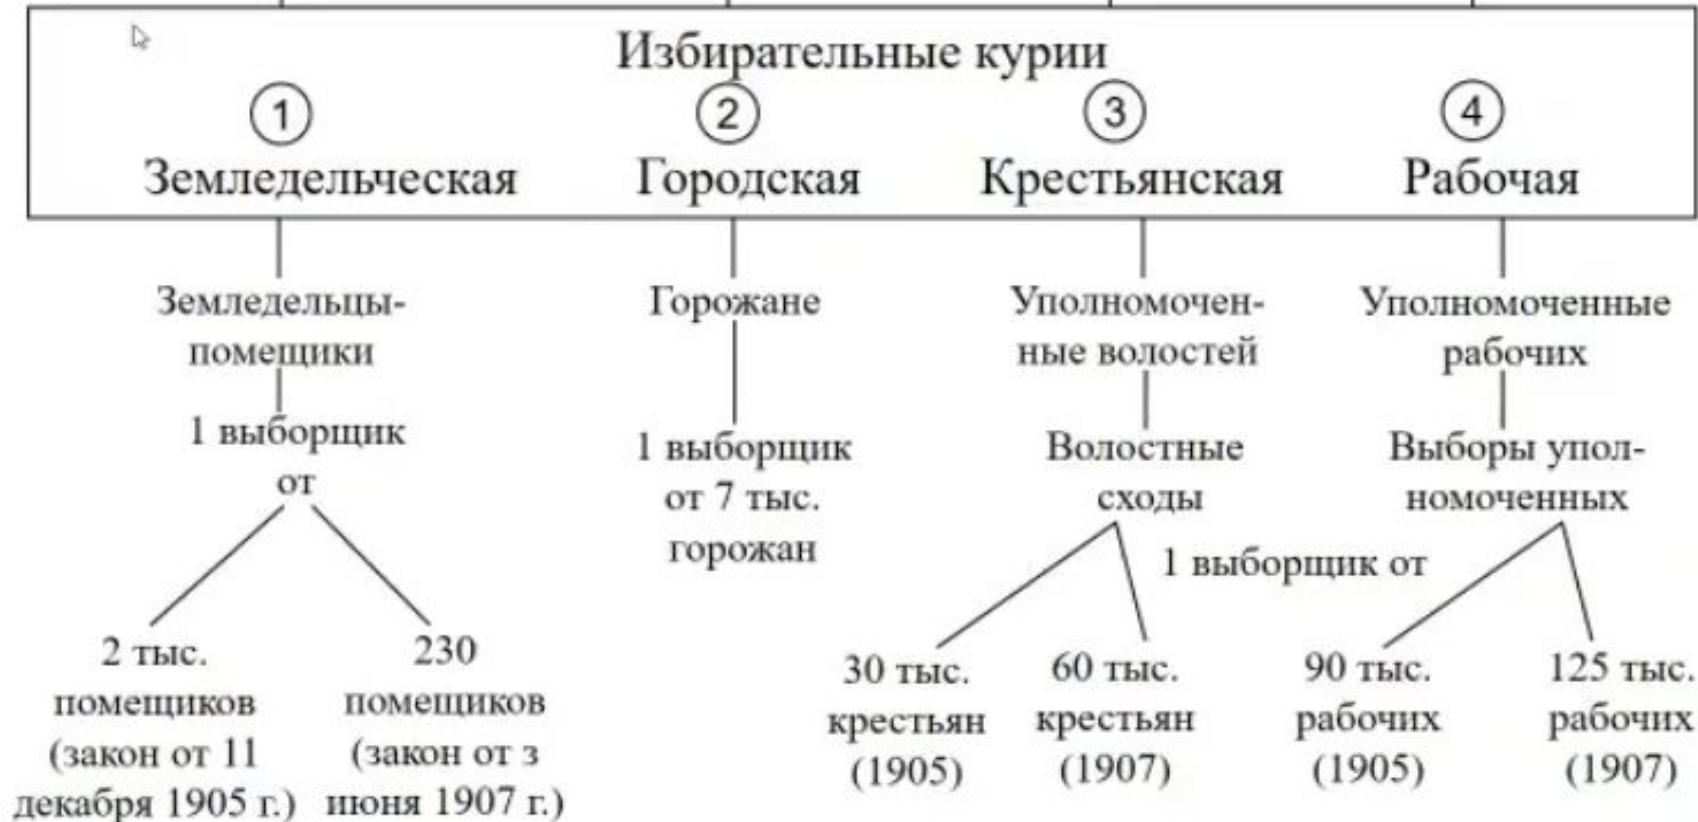 Избирательные курии
1
Земледельческая
2
Городская
3
Крестьянская
4
Рабочая
Земледельцы-
помещики
1 выборщик
от
2 тыс.
помещиков
(закон от 11
декабря 1905 г.)
230
помещиков
(закон от з
июня 1907 г.)
Горожане
1 выборщик
от 7 тыс.
горожан
Уполномочен-
ные волостей
Волостные
сходы
1 выборщик от
30 тыс.
крестьян
(1905)
60 тыс.
крестьян
(1907)
Уполномоченные
рабочих
Выборы упол-
номоченных
90 тыс.
рабочих
(1905)
125 тыс.
рабочих
(1907)